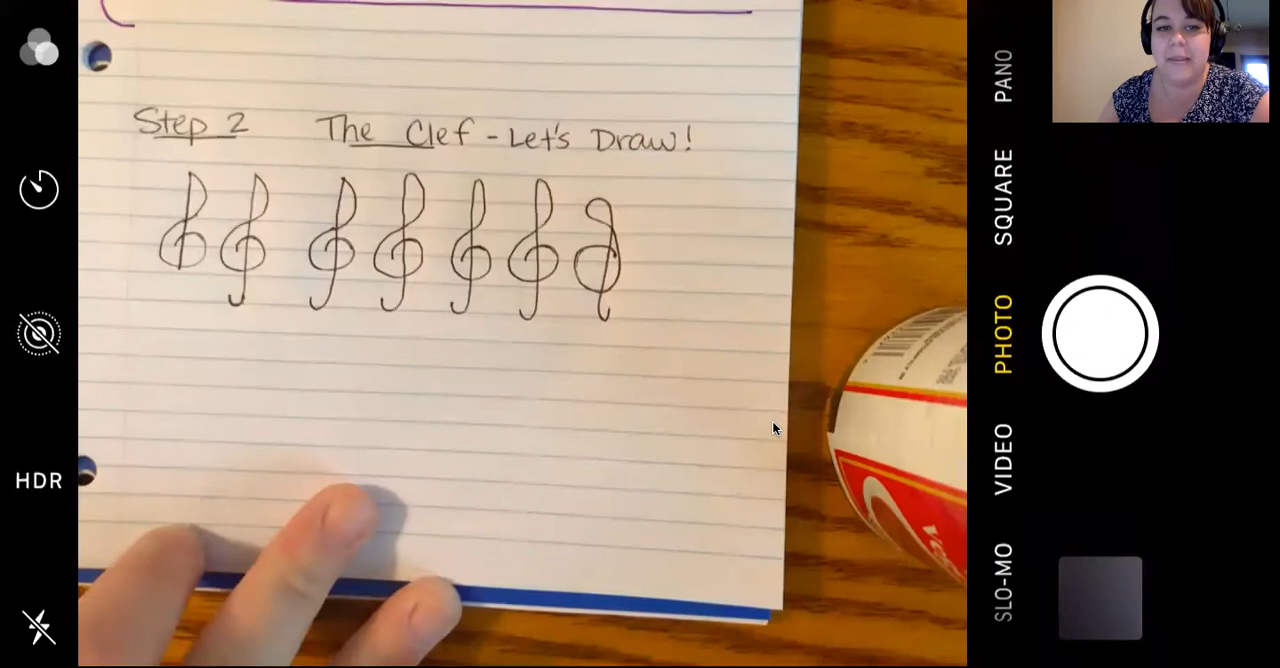 Step 2 The Clef - Let's Draw!
HDR
PANO
SQUARE
PHOTO
VIDEO
SLO-MO